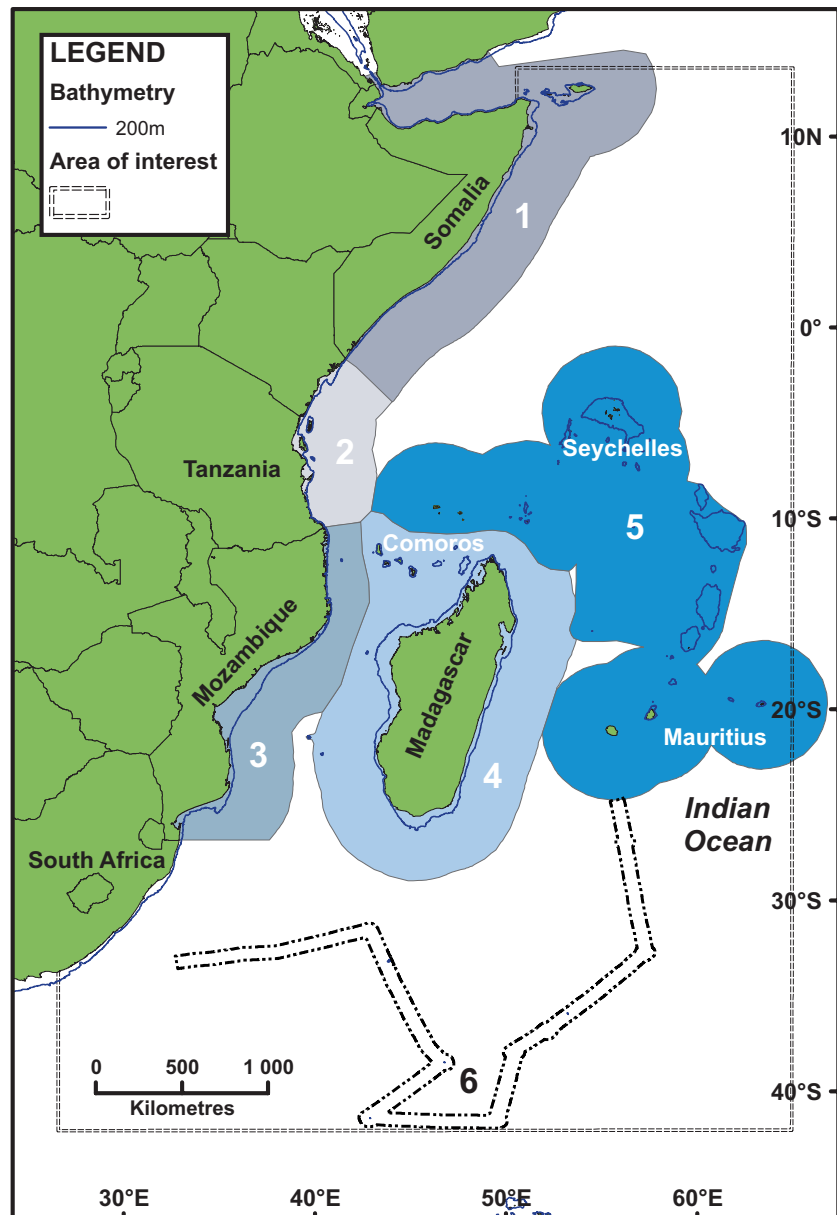 LEGEND
Bathymetry
200m
Area of interest
10N
Somalia
1
0°
2
Tanzania
Seychelles
5
10°S
Comoros
Mozambique
Madagascar
20°S
Mauritius
3
4
Indian
Ocean
South Africa
30°S
0 500 1 000
Kilometres
6
40°S
30°E 40°E 50°E 60°E